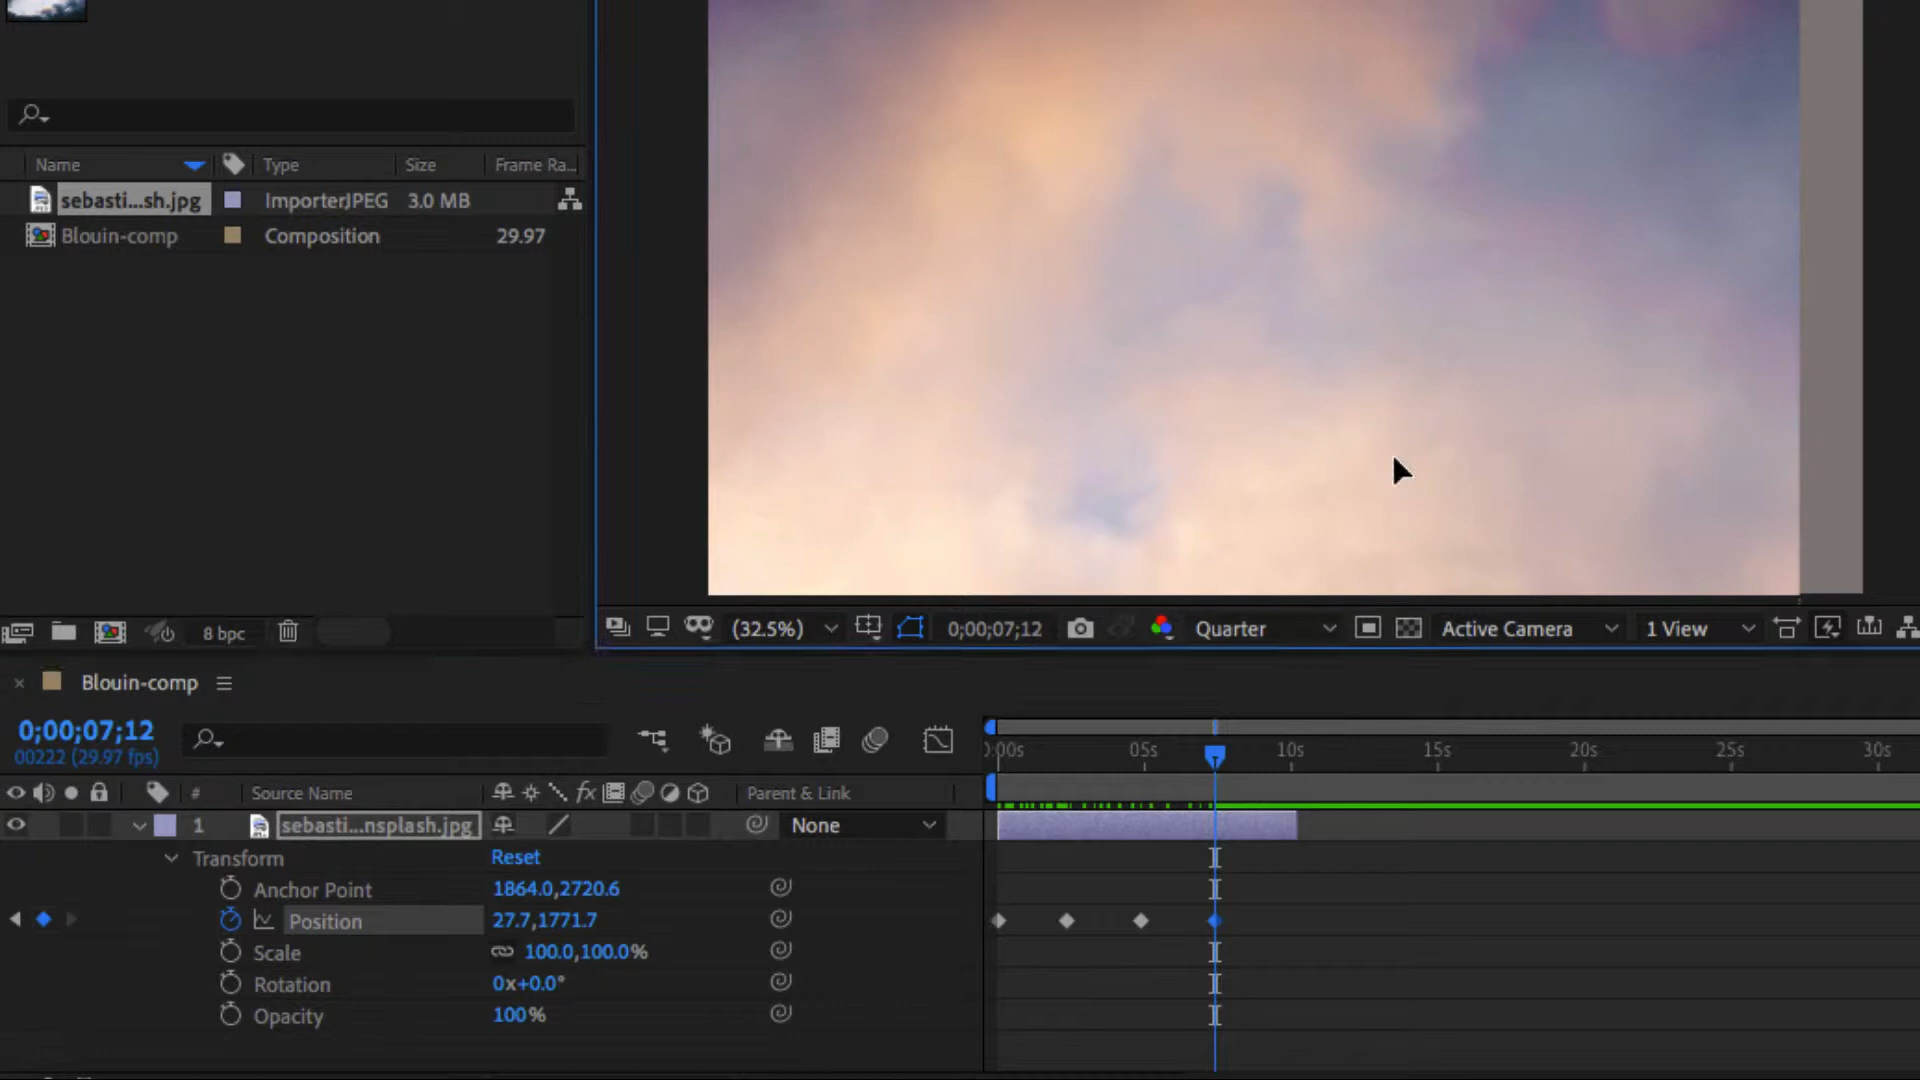 Name Type Size Frame Ra...
sebasti...sh.jpg ImporterJPEG 3.0 MB
Blouin-comp Composition 29.97
8 bpc (32.5%) 0;00;07;12 Quarter Active Camera 1 View
Blouin-comp
0;00;07;12
00222 (29.97 fps)
0:00s 05s 10s 15s 20s 25s 30s
# Source Name fx Parent & Link
1 sebasti...nsplash.jpg None
Transform Reset
Anchor Point 1864.0,2720.6
Position 27.7,1771.7
Scale 100.0,100.0%
Rotation 0x+0.0°
Opacity 100%